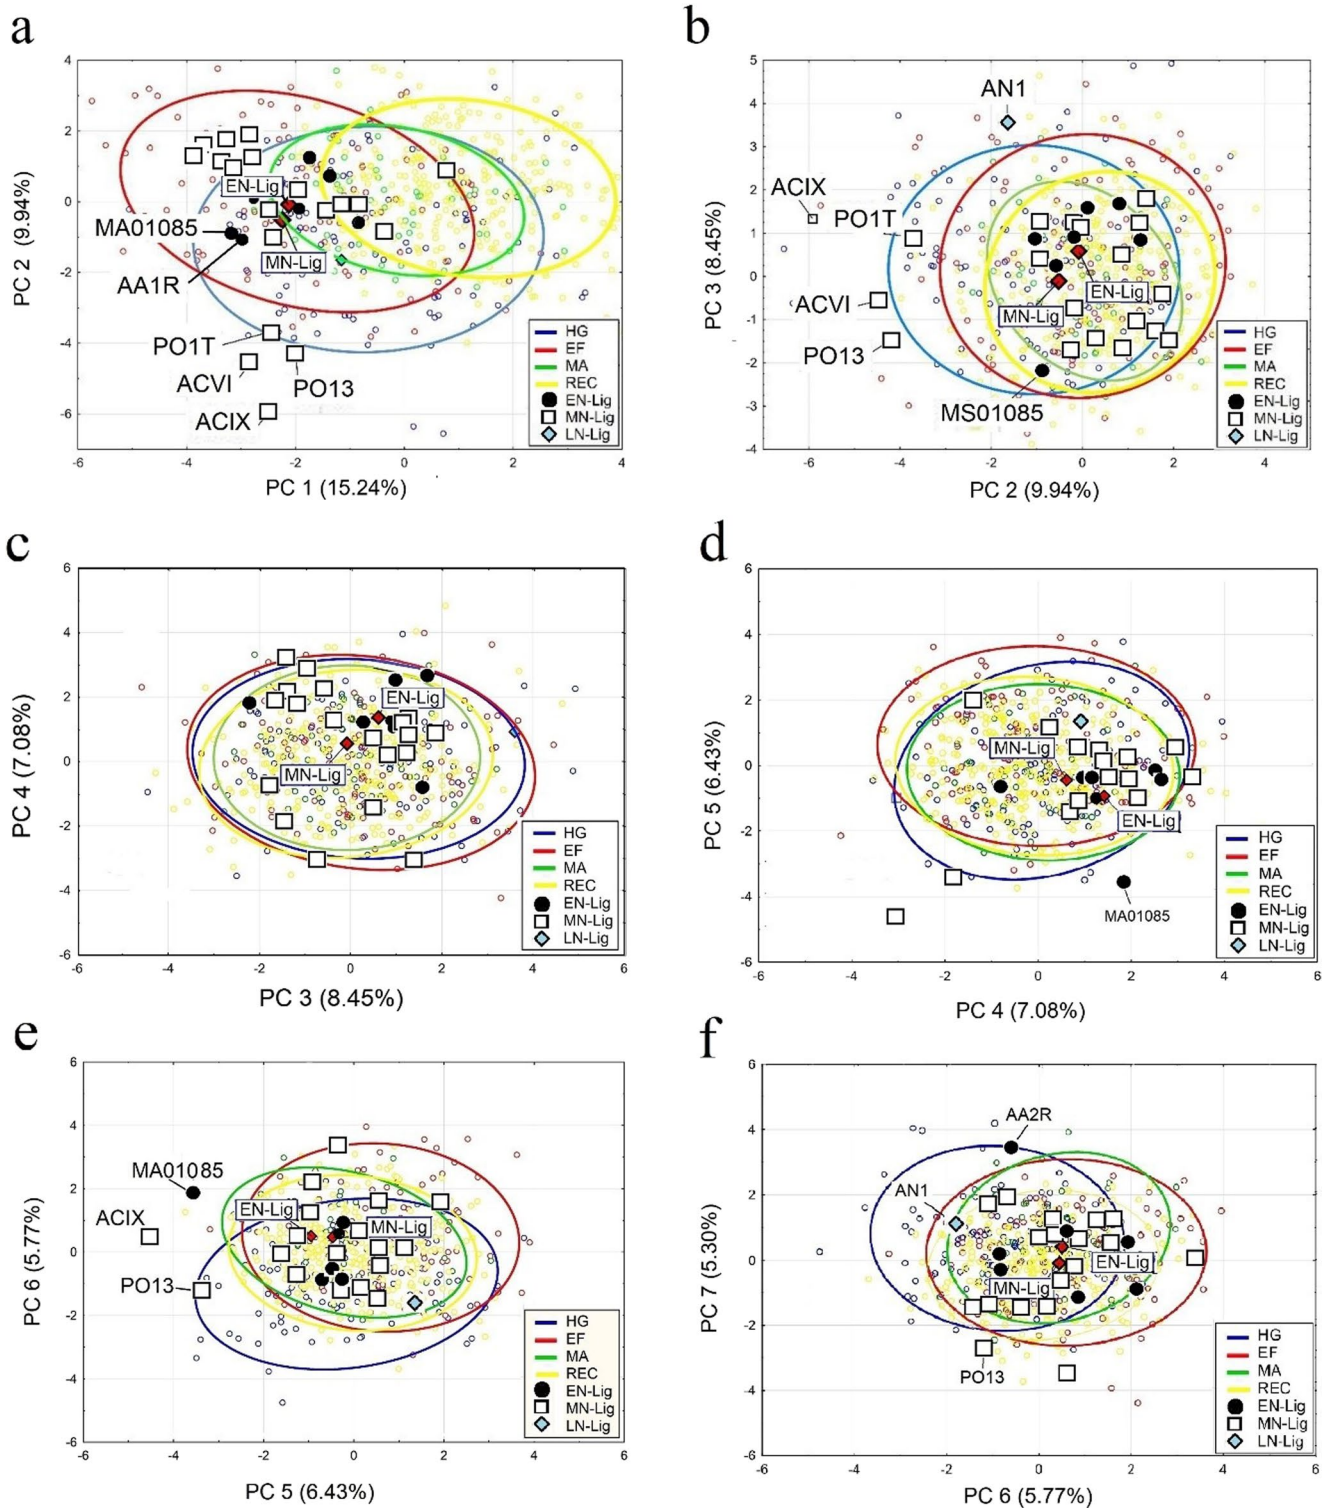 a
4
2
0
-2
-4
-6
-6
-4
-2
0
2
4
PC 2 (9.94%)
PC 1 (15.24%)
EN-Lig
MA01085
AA1R
MN-Lig
PO1T
ACVI
PO13
ACIX
HG
EF
MA
REC
EN-Lig
MN-Lig
LN-Lig
b
5
4
3
2
1
0
-1
-2
-3
-4
-6
-4
-2
0
2
4
PC 3 (8.45%)
PC 2 (9.94%)
AN1
ACIX
PO1T
ACVI
EN-Lig
MN-Lig
PO13
MS01085
HG
EF
MA
REC
EN-Lig
MN-Lig
LN-Lig
c
6
4
2
0
-2
-4
-6
-6
-4
-2
0
2
4
6
PC 4 (7.08%)
PC 3 (8.45%)
EN-Lig
MN-Lig
HG
EF
MA
REC
EN-Lig
MN-Lig
LN-Lig
d
6
4
2
0
-2
-4
-6
-6
-4
-2
0
2
4
6
PC 5 (6.43%)
PC 4 (7.08%)
MN-Lig
EN-Lig
MA01085
HG
EF
MA
REC
EN-Lig
MN-Lig
LN-Lig
e
6
4
2
0
-2
-4
-6
-6
-4
-2
0
2
4
6
PC 6 (5.77%)
PC 5 (6.43%)
MA01085
ACIX
EN-Lig
MN-Lig
PO13
HG
EF
MA
REC
EN-Lig
MN-Lig
LN-Lig
f
6
4
2
0
-2
-4
-6
-6
-4
-2
0
2
4
6
PC 7 (5.30%)
PC 6 (5.77%)
AA2R
AN1
EN-Lig
MN-Lig
PO13
HG
EF
MA
REC
EN-Lig
MN-Lig
LN-Lig